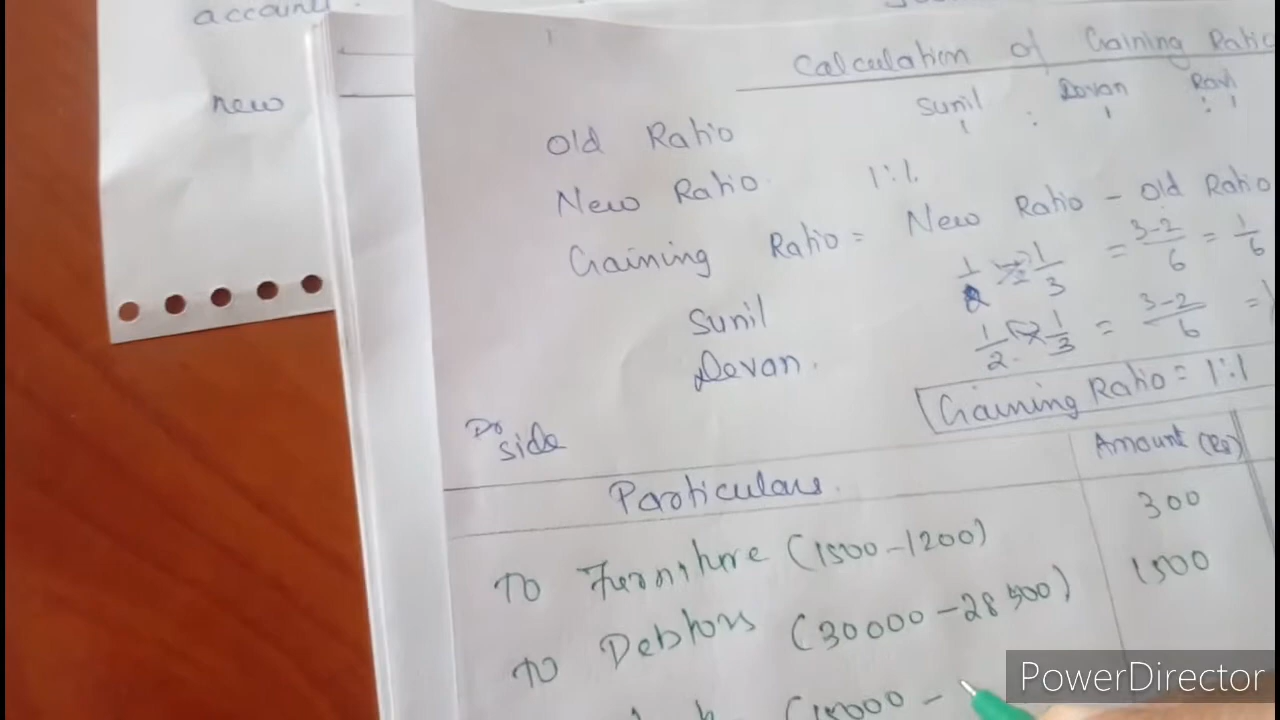 account.
new
Calculation of Gaining Ratio
Sunil Devan Ravi
Old Ratio 1 : 1 : 1
New Ratio 1:1.
Gaining Ratio = New Ratio - Old Ratio
Sunil 1/2 - 1/3 = 3-2/6 = 1/6
Devan. 1/2 - 1/3 = 3-2/6 =
Gaining Ratio = 1:1
Dr side
Particulars. Amount (Rs)
To Furniture (1500-1200) 300
To Debtors (30000-28500) 1500
(15000 -
PowerDirector